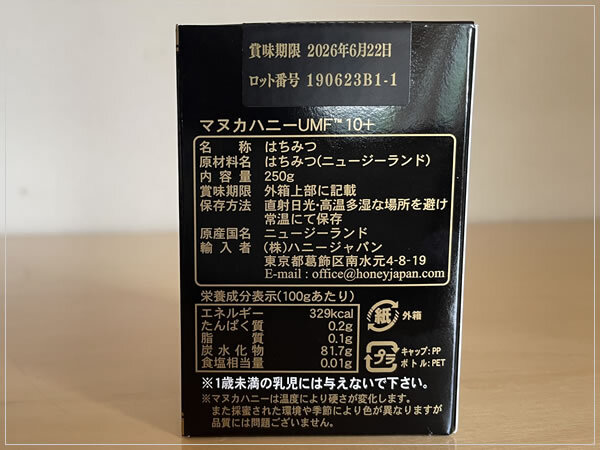 賞味期限 2026年6月22日
ロット番号 190623B1-1
マヌカハニーUMF™ 10+
名称 はちみつ
原材料名 はちみつ(ニュージーランド)
内容量 250g
賞味期限 外箱上部に記載
保存方法 直射日光・高温多湿な場所を避け
常温にて保存
原産国名 ニュージーランド
輸入者 (株)ハニージャパン
東京都葛飾区南水元4-8-19
E-mail : office@honeyjapan.com
栄養成分表示(100gあたり)
エネルギー 329kcal
たんぱく質 0.2g
脂質 0.1g
炭水化物 81.7g
食塩相当量 0.01g
紙 外箱
プラ キャップ:PP
ボトル:PET
※1歳未満の乳児には与えないで下さい。
※マヌカハニーは温度により硬さが変化します。
また採蜜された環境や季節により色が異なりますが
品質には問題ございません。